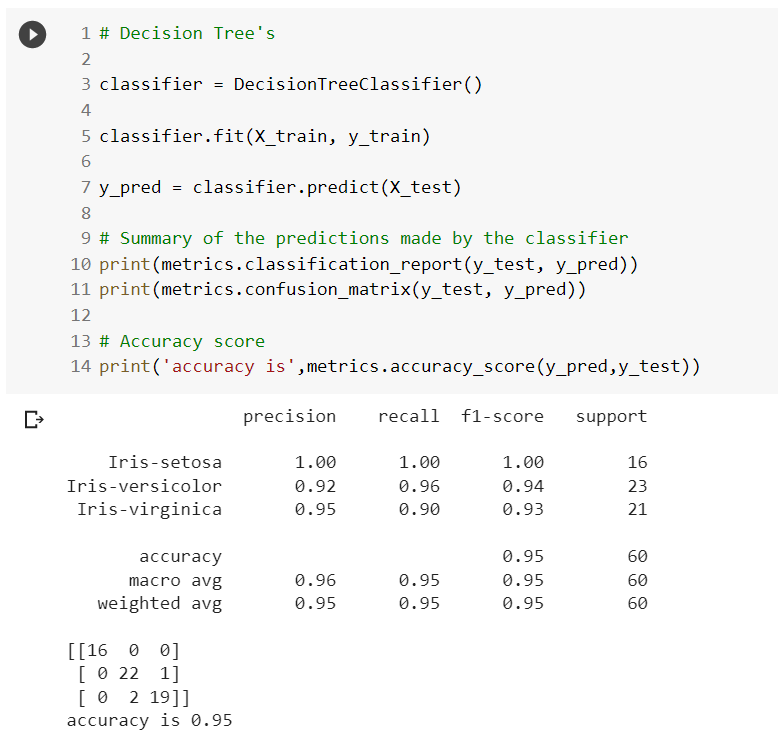 1 # Decision Tree's
2
3 classifier = DecisionTreeClassifier()
4
5 classifier.fit(X_train, y_train)
6
7 y_pred = classifier.predict(X_test)
8
9 # Summary of the predictions made by the classifier
10 print(metrics.classification_report(y_test, y_pred))
11 print(metrics.confusion_matrix(y_test, y_pred))
12
13 # Accuracy score
14 print('accuracy is',metrics.accuracy_score(y_pred,y_test))
precision recall f1-score support
Iris-setosa 1.00 1.00 1.00 16
Iris-versicolor 0.92 0.96 0.94 23
Iris-virginica 0.95 0.90 0.93 21
accuracy 0.95 60
macro avg 0.96 0.95 0.95 60
weighted avg 0.95 0.95 0.95 60
[[16 0 0]
[ 0 22 1]
[ 0 2 19]]
accuracy is 0.95